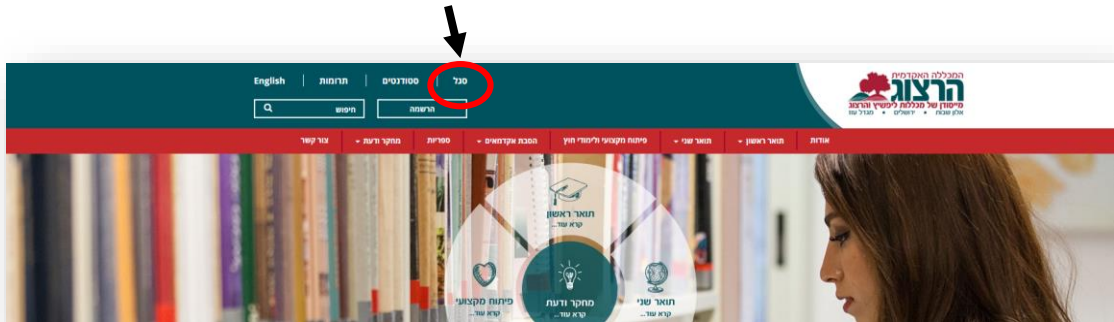 סגל | סטודנטים | תרומות | English
הרשמה
חיפוש
המכללה האקדמית
הרצוג
מייסודן של מכללות ליפשיץ והרצוג
אלון שבות • ירושלים • מגדל עוז
אודות תואר ראשון תואר שני פיתוח מקצועי ולימודי חוץ הסבת אקדמאים ספריות מחקר ודעת צור קשר
תואר ראשון
קרא עוד...
תואר שני
קרא עוד...
מחקר ודעת
קרא עוד...
פיתוח מקצועי
קרא עוד...